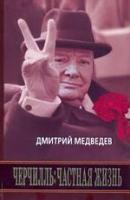 ДМИТРИЙ МЕДВЕДЕВ
ЧЕРЧИЛЛЬ: ЧАСТНАЯ ЖИЗНЬ